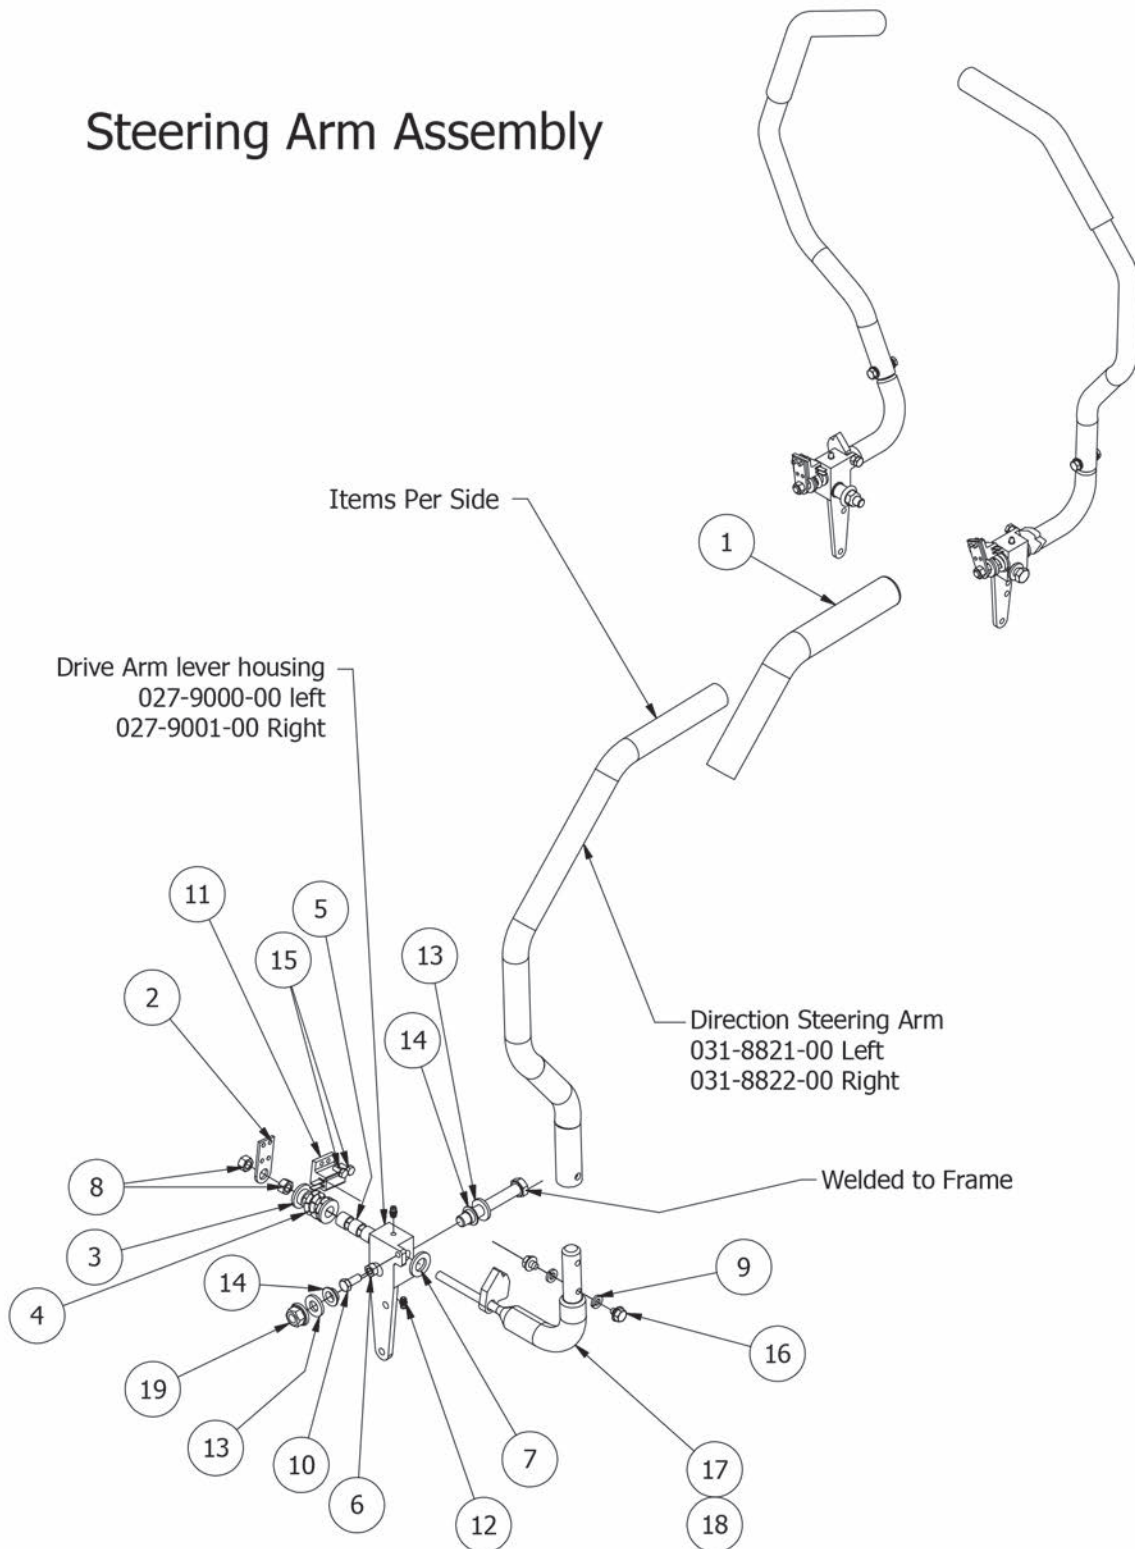 Steering Arm Assembly
Items Per Side
1
Drive Arm lever housing
027-9000-00 left
027-9001-00 Right
11
5
15
13
2
14
Direction Steering Arm
031-8821-00 Left
031-8822-00 Right
8
Welded to Frame
3
14
9
4
16
19
13
10
7
17
6
12
18